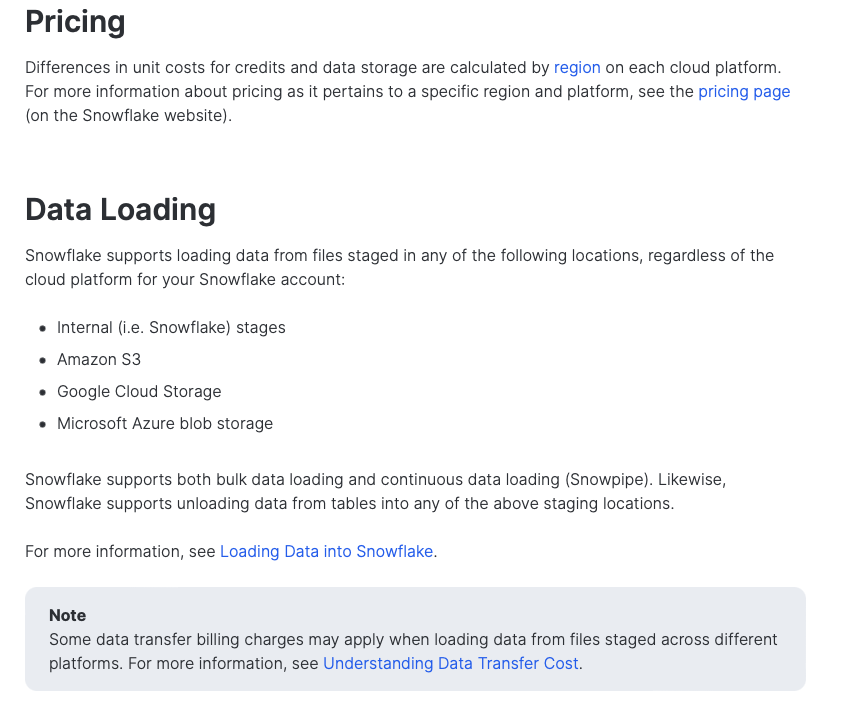 Pricing
Differences in unit costs for credits and data storage are calculated by region on each cloud platform.
For more information about pricing as it pertains to a specific region and platform, see the pricing page
(on the Snowflake website).
Data Loading
Snowflake supports loading data from files staged in any of the following locations, regardless of the
cloud platform for your Snowflake account:
• Internal (i.e. Snowflake) stages
• Amazon S3
• Google Cloud Storage
• Microsoft Azure blob storage
Snowflake supports both bulk data loading and continuous data loading (Snowpipe). Likewise,
Snowflake supports unloading data from tables into any of the above staging locations.
For more information, see Loading Data into Snowflake.
Note
Some data transfer billing charges may apply when loading data from files staged across different
platforms. For more information, see Understanding Data Transfer Cost.